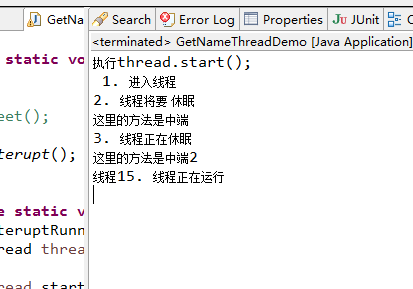 GetNa
Search Error Log Properties JUnit
<terminated> GetNameThreadDemo [Java Application]
static vo
eet();
terupt();
e static v
teruptRunn
read threa
read.start
执行thread.start();
1. 进入线程
2. 线程将要 休眠
这里的方法是中端
3. 线程正在休眠
这里的方法是中端2
线程15. 线程正在运行